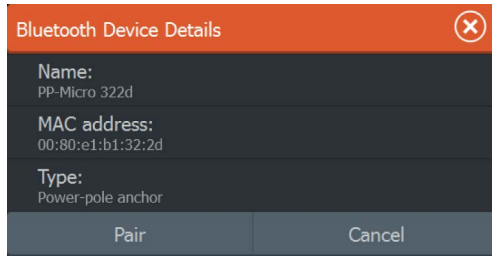 Bluetooth Device Details
Name:
PP-Micro 322d
MAC address:
00:80:e1:b1:32:2d
Type:
Power-pole anchor
Pair Cancel